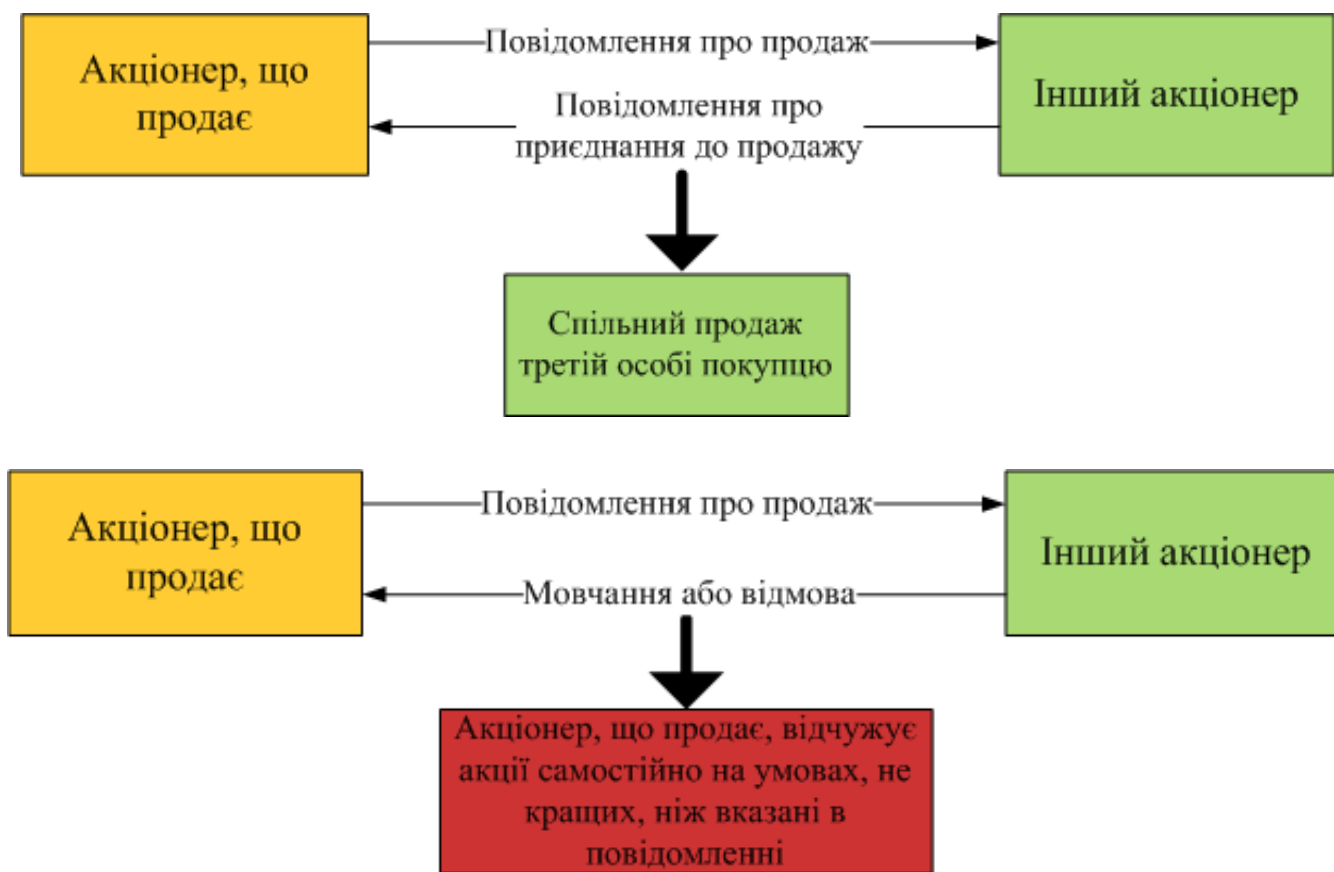 Акціонер, що
продає
Повідомлення про продаж
Повідомлення про
приєднання до продажу
Інший акціонер
Спільний продаж
третій особі покупцю
Акціонер, що
продає
Повідомлення про продаж
Мовчання або відмова
Інший акціонер
Акціонер, що продає, відчужує
акції самостійно на умовах, не
кращих, ніж вказані в
повідомленні